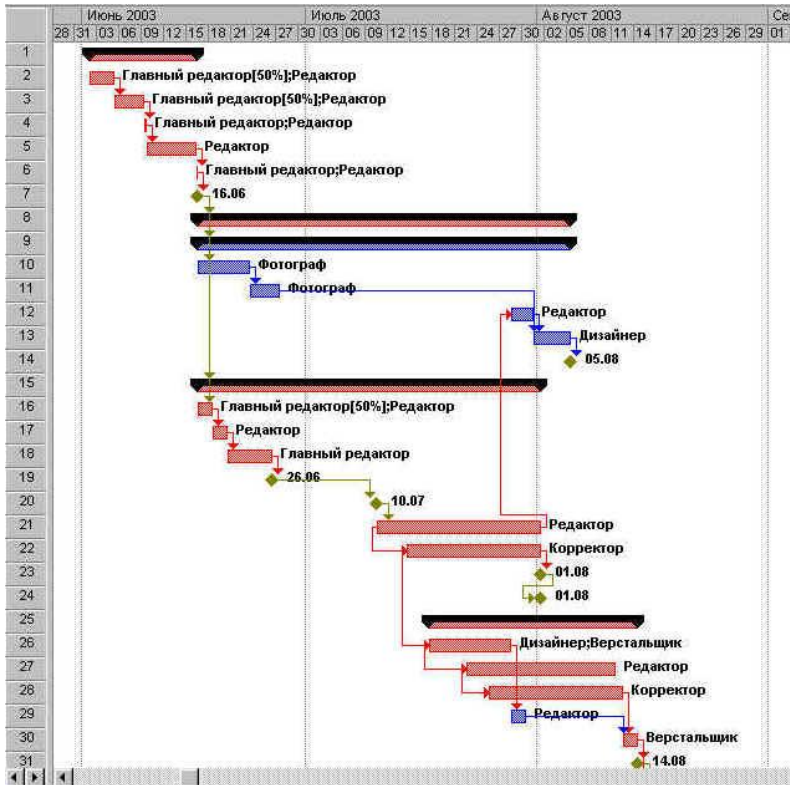 Июнь 2003 Июль 2003 Август 2003 Се
28 31 03 06 09 12 15 18 21 24 27 30 03 06 09 12 15 18 21 24 27 30 02 05 08 11 14 17 20 23 26 29 01
1
2 Главный редактор[50%];Редактор
3 Главный редактор[50%];Редактор
4 Главный редактор;Редактор
5 Редактор
6 Главный редактор;Редактор
7 16.06
8
9
10 Фотограф
11 Фотограф
12 Редактор
13 Дизайнер
14 05.08
15
16 Главный редактор[50%];Редактор
17 Редактор
18 Главный редактор
19 26.06
20 10.07
21 Редактор
22 Корректор
23 01.08
24 01.08
25
26 Дизайнер;Верстальщик
27 Редактор
28 Корректор
29 Редактор
30 Верстальщик
31 14.08